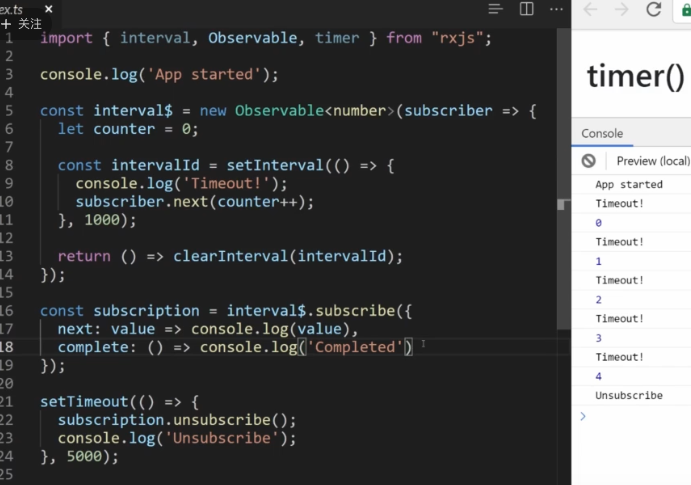 ex.ts ×
+ 关注
1 import { interval, Observable, timer } from "rxjs";
2
3 console.log('App started');
4
5 const interval$ = new Observable<number>(subscriber => {
6 let counter = 0;
7
8 const intervalId = setInterval(() => {
9 console.log('Timeout!');
10 subscriber.next(counter++);
11 }, 1000);
12
13 return () => clearInterval(intervalId);
14 });
15
16 const subscription = interval$.subscribe({
17 next: value => console.log(value),
18 complete: () => console.log('Completed')
19 });
20
21 setTimeout(() => {
22 subscription.unsubscribe();
23 console.log('Unsubscribe');
24 }, 5000);
25
timer()
Console
Preview (local)
App started
Timeout!
0
Timeout!
1
Timeout!
2
Timeout!
3
Timeout!
4
Unsubscribe
>